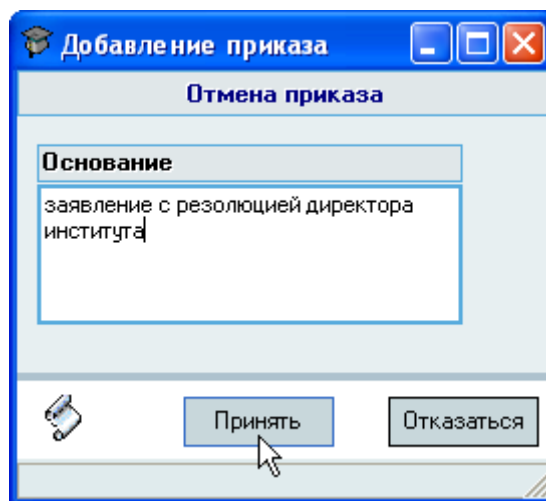 Добавление приказа
Отмена приказа
Основание
заявление с резолюцией директора
института
Принять
Отказаться